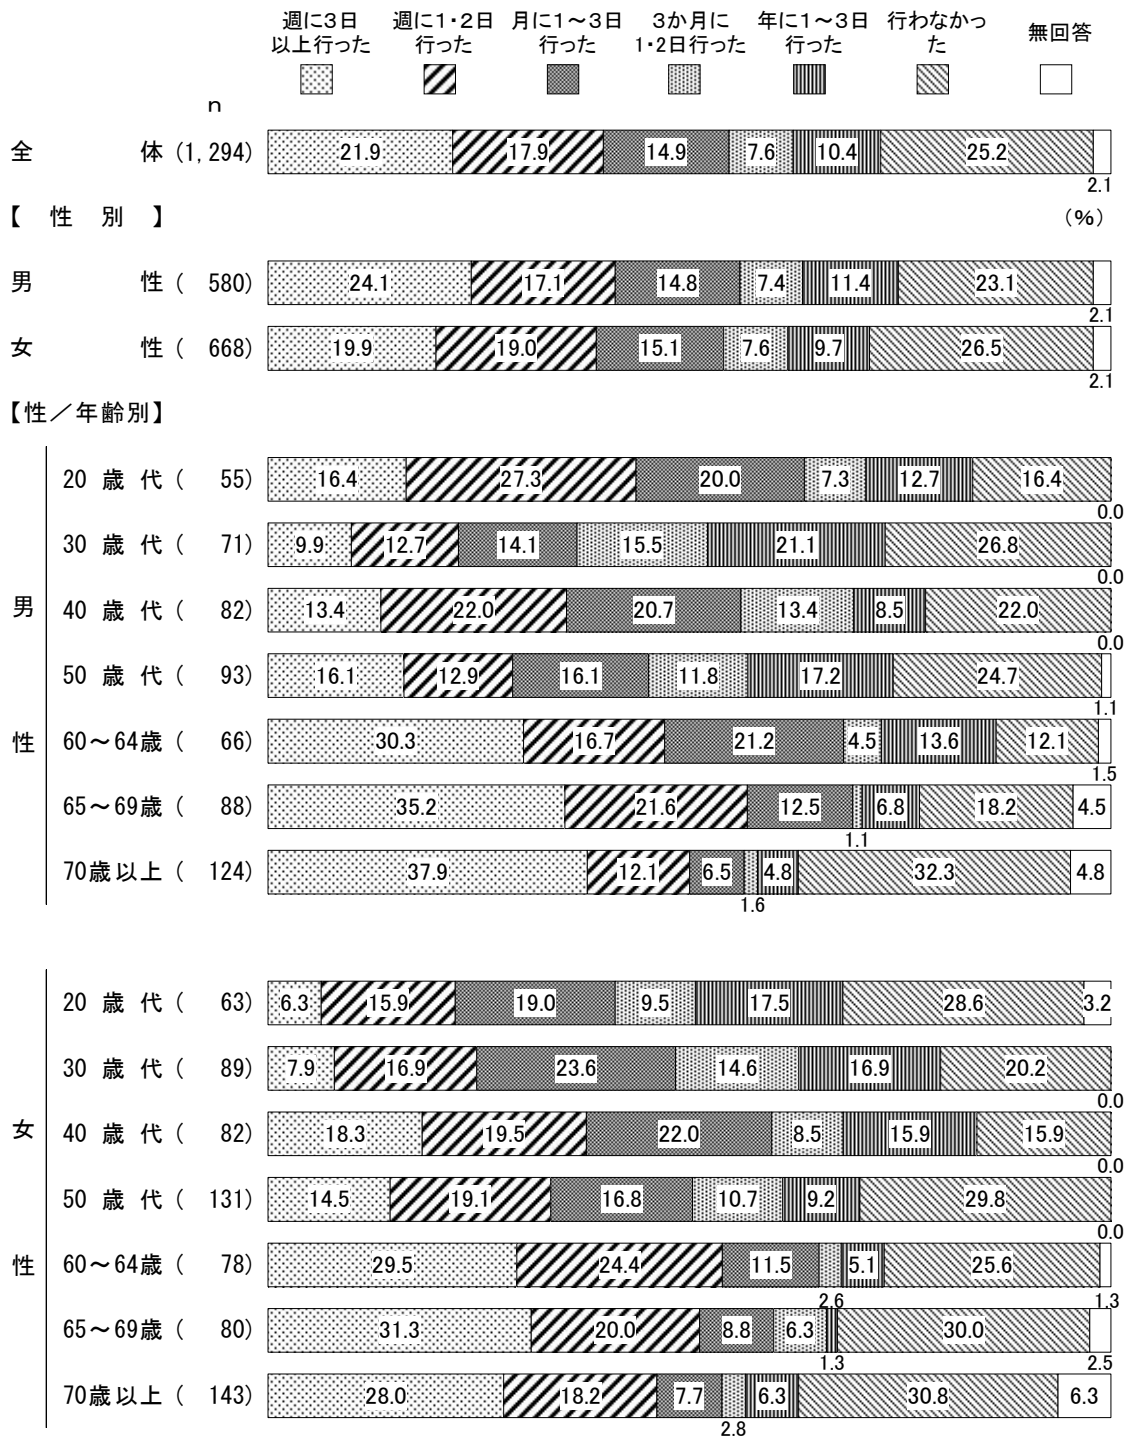 週に3日 週に1・2日 月に1～3日 3か月に 年に1～3日 行わなかっ 無回答
以上行った 行った 行った 1・2日行った 行った た
n
全体 (1,294) 21.9 17.9 14.9 7.6 10.4 25.2
2.1
【性別】 (%)
男性 ( 580) 24.1 17.1 14.8 7.4 11.4 23.1
2.1
女性 ( 668) 19.9 19.0 15.1 7.6 9.7 26.5
2.1
【性／年齢別】
20歳代 ( 55) 16.4 27.3 20.0 7.3 12.7 16.4
0.0
30歳代 ( 71) 9.9 12.7 14.1 15.5 21.1 26.8
0.0
男 40歳代 ( 82) 13.4 22.0 20.7 13.4 8.5 22.0
0.0
50歳代 ( 93) 16.1 12.9 16.1 11.8 17.2 24.7
1.1
性 60～64歳 ( 66) 30.3 16.7 21.2 4.5 13.6 12.1
1.5
65～69歳 ( 88) 35.2 21.6 12.5 6.8 18.2 4.5
1.1
70歳以上 ( 124) 37.9 12.1 6.5 4.8 32.3 4.8
1.6
20歳代 ( 63) 6.3 15.9 19.0 9.5 17.5 28.6 3.2
30歳代 ( 89) 7.9 16.9 23.6 14.6 16.9 20.2
0.0
女 40歳代 ( 82) 18.3 19.5 22.0 8.5 15.9 15.9
0.0
50歳代 ( 131) 14.5 19.1 16.8 10.7 9.2 29.8
0.0
性 60～64歳 ( 78) 29.5 24.4 11.5 5.1 25.6
2.6 1.3
65～69歳 ( 80) 31.3 20.0 8.8 6.3 30.0
1.3 2.5
70歳以上 ( 143) 28.0 18.2 7.7 6.3 30.8 6.3
2.8